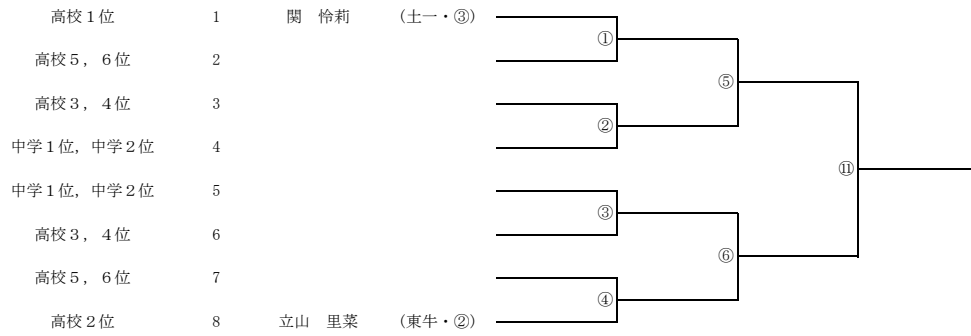 高校１位 1 関　怜莉 （土一・③）
①
高校５，６位 2
⑤
高校３，４位 3
②
中学１位，中学２位 4
⑪
中学１位，中学２位 5
③
高校３，４位 6
⑥
高校５，６位 7
④
高校２位 8 立山　里菜 （東牛・②）